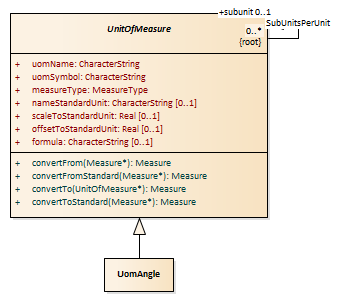 +subunit 0..1
UnitOfMeasure
SubUnitsPerUnit
0..*
{root}
+ uomName: CharacterString
+ uomSymbol: CharacterString
+ measureType: MeasureType
+ nameStandardUnit: CharacterString [0..1]
+ scaleToStandardUnit: Real [0..1]
+ offsetToStandardUnit: Real [0..1]
+ formula: CharacterString [0..1]
+ convertFrom(Measure*): Measure
+ convertFromStandard(Measure*): Measure
+ convertTo(UnitOfMeasure*): Measure
+ convertToStandard(Measure*): Measure
UomAngle